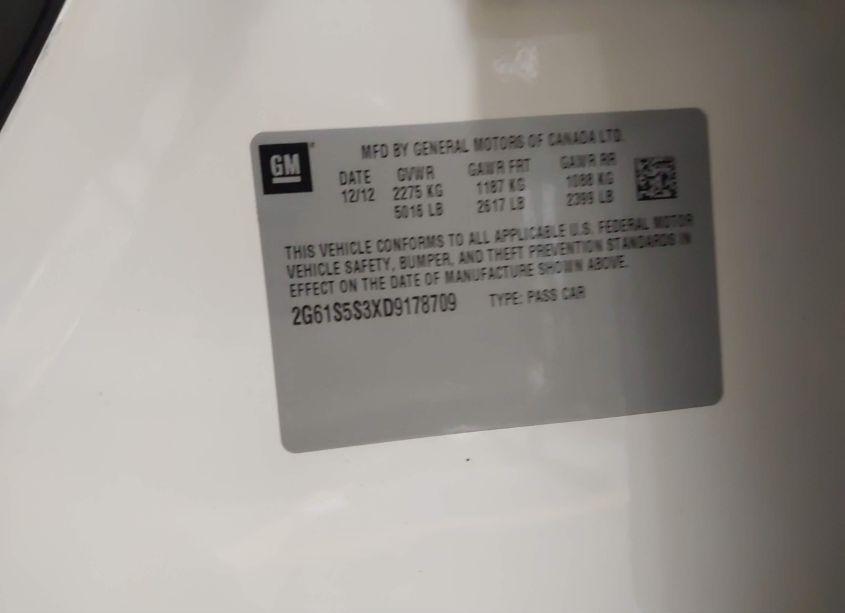 GM
MFD BY GENERAL MOTORS OF CANADA LTD.
DATE GVWR GAWR FRT GAWR RR
12/12 2275 KG 1187 KG 1088 KG
5016 LB 2617 LB 2399 LB
THIS VEHICLE CONFORMS TO ALL APPLICABLE U.S. FEDERAL MOTOR
VEHICLE SAFETY, BUMPER, AND THEFT PREVENTION STANDARDS IN
EFFECT ON THE DATE OF MANUFACTURE SHOWN ABOVE.
2G61S5S3XD9178709 TYPE: PASS CAR